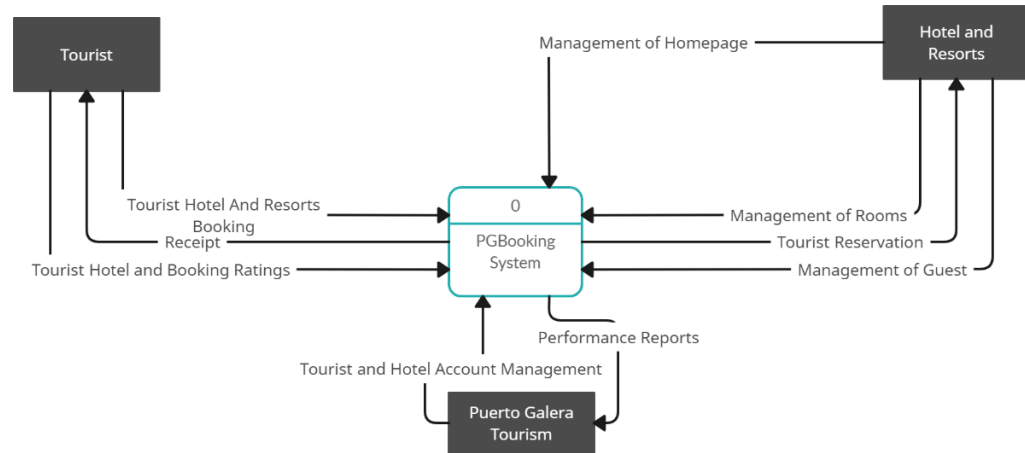 Tourist
Hotel and
Resorts
Management of Homepage
0
PGBooking
System
Tourist Hotel And Resorts
Booking
Receipt
Tourist Hotel and Booking Ratings
Management of Rooms
Tourist Reservation
Management of Guest
Performance Reports
Tourist and Hotel Account Management
Puerto Galera
Tourism